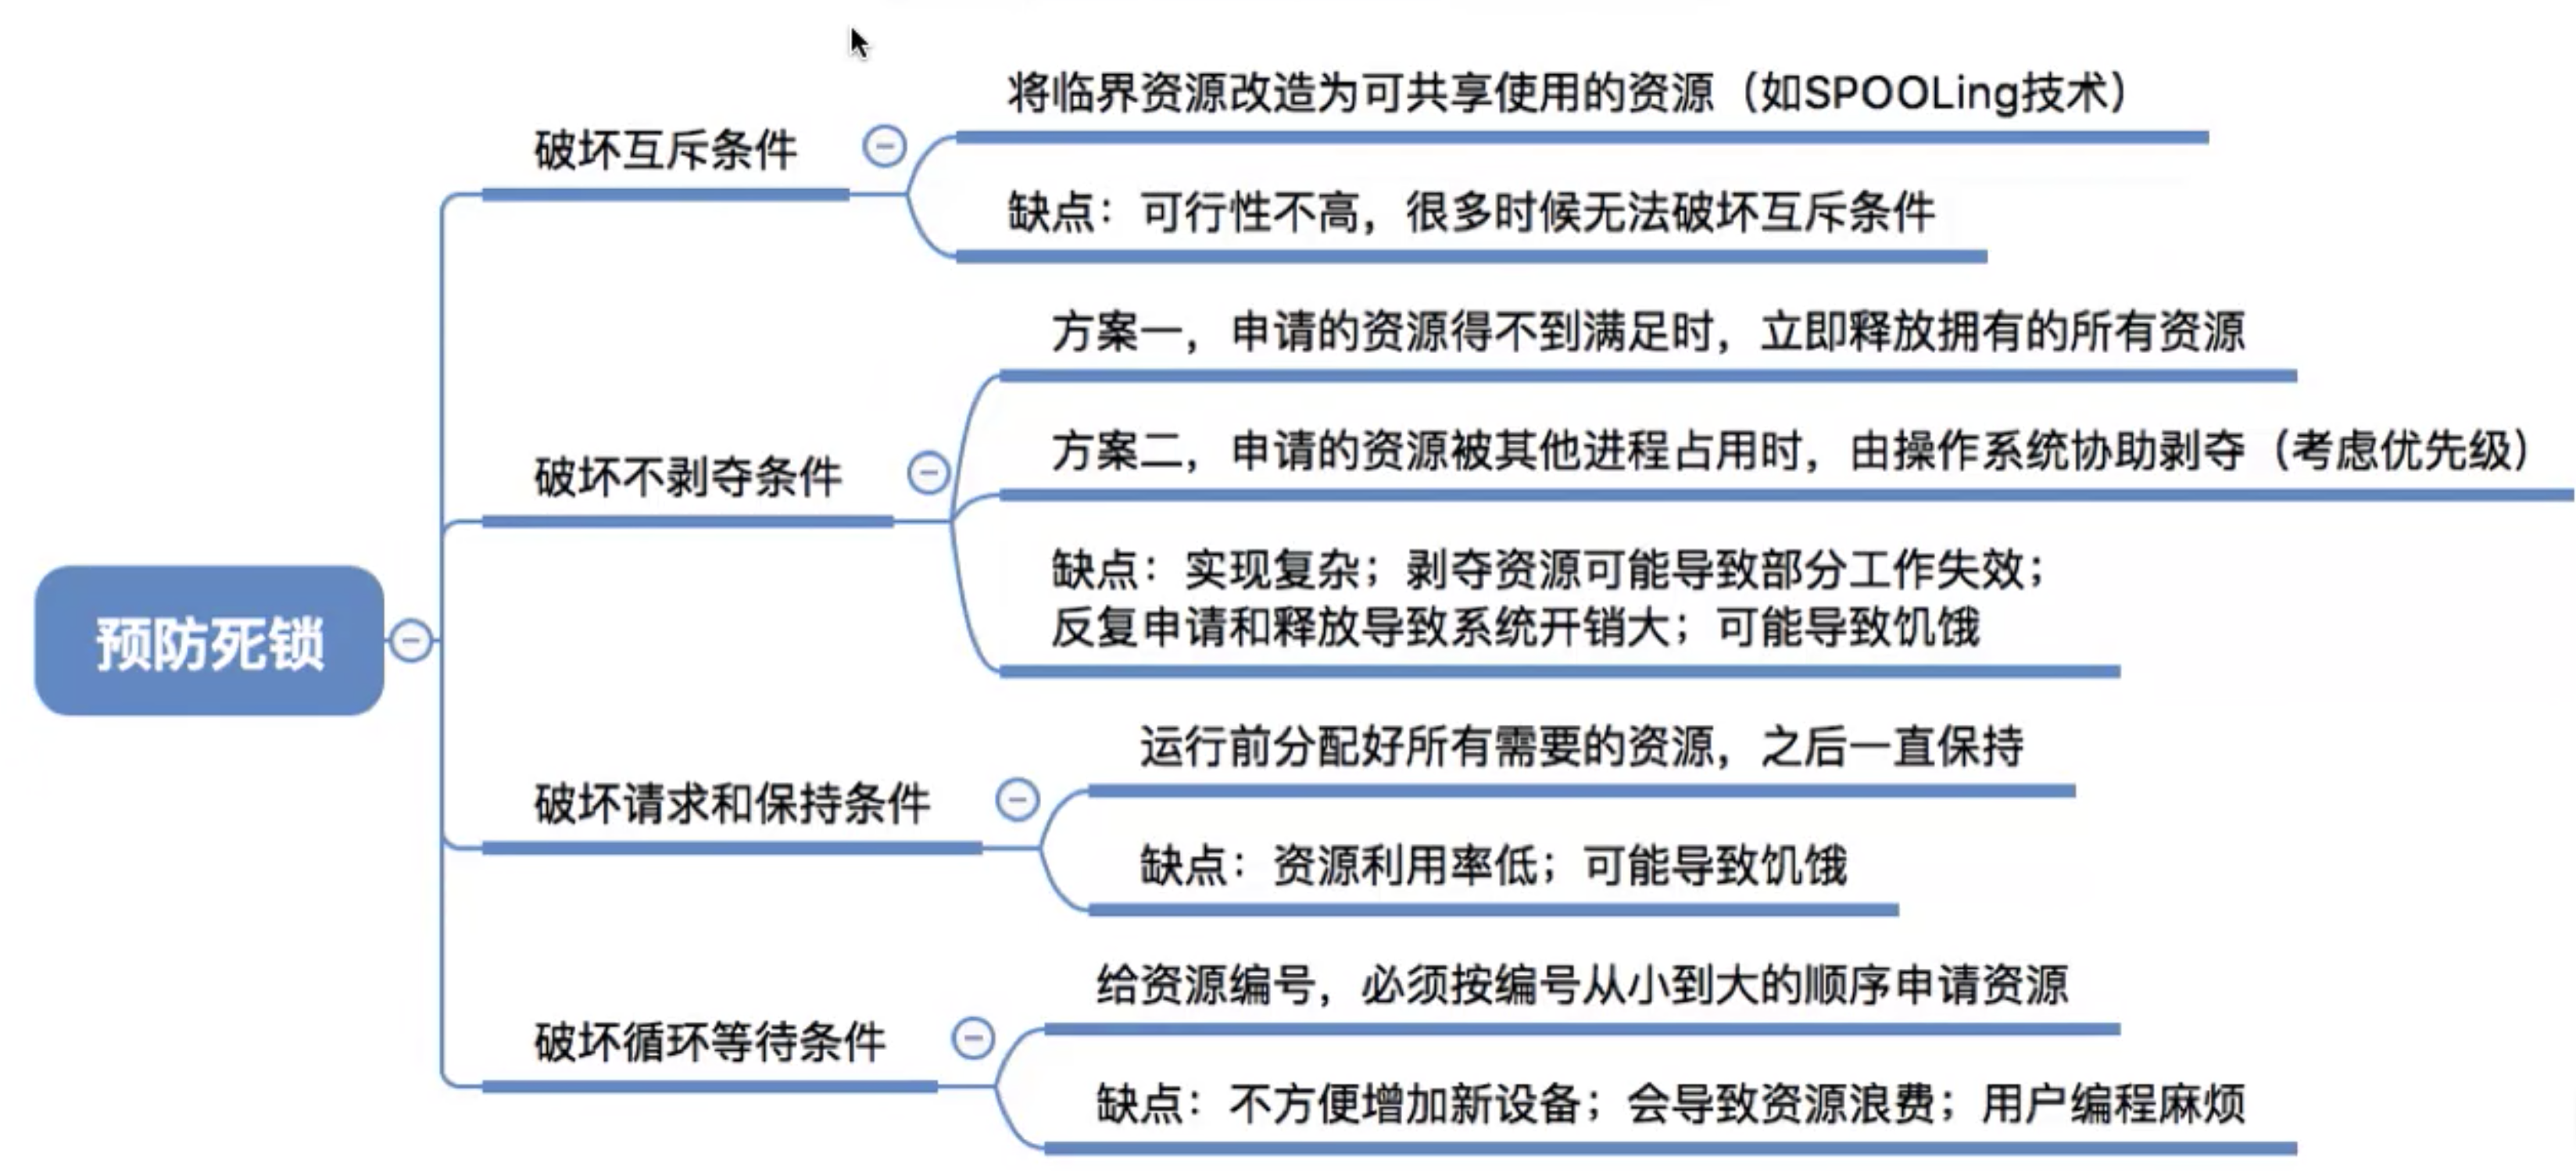 预防死锁
破坏互斥条件
将临界资源改造为可共享使用的资源（如SPOOLing技术）
缺点：可行性不高，很多时候无法破坏互斥条件
破坏不剥夺条件
方案一，申请的资源得不到满足时，立即释放拥有的所有资源
方案二，申请的资源被其他进程占用时，由操作系统协助剥夺（考虑优先级）
缺点：实现复杂；剥夺资源可能导致部分工作失效；
反复申请和释放导致系统开销大；可能导致饥饿
破坏请求和保持条件
运行前分配好所有需要的资源，之后一直保持
缺点：资源利用率低；可能导致饥饿
破坏循环等待条件
给资源编号，必须按编号从小到大的顺序申请资源
缺点：不方便增加新设备；会导致资源浪费；用户编程麻烦